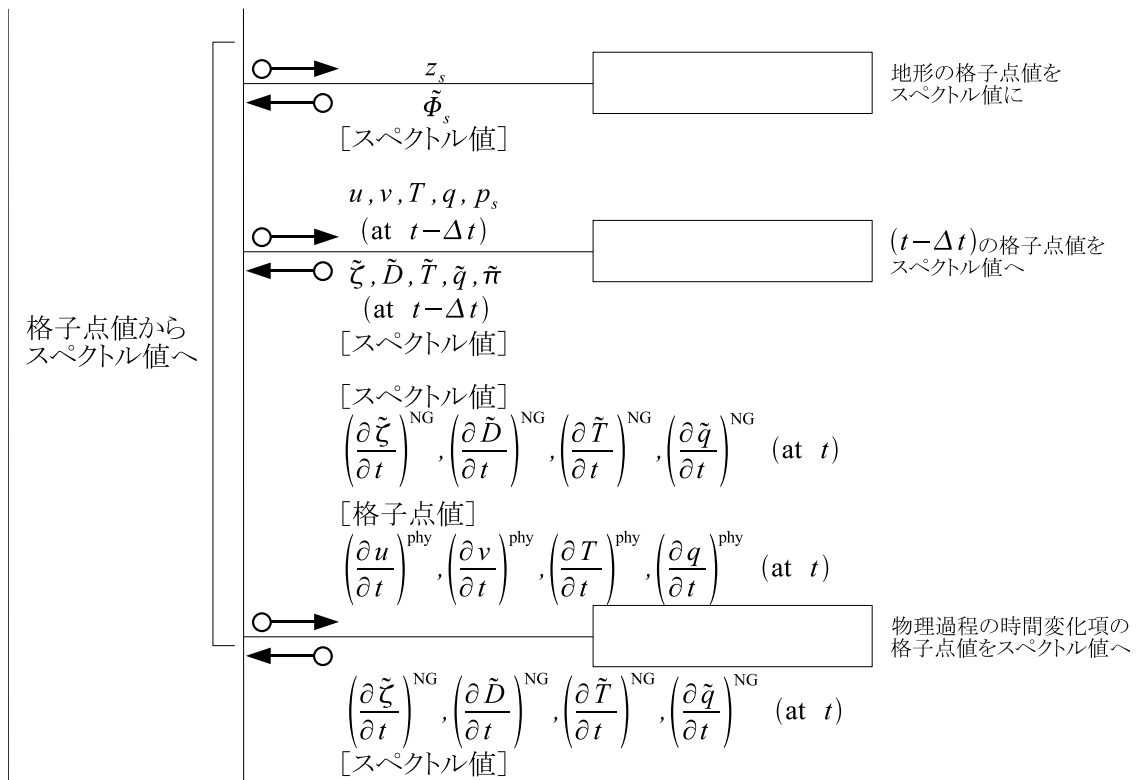 z_s
地形の格子点値を
スペクトル値に
Φ̃_s
[スペクトル値]
u , v , T , q , p_s
(at t−Δt)
(t−Δt)の格子点値を
スペクトル値へ
ζ̃ , D̃ , T̃ , q̃ , π̃
(at t−Δt)
[スペクトル値]
格子点値から
スペクトル値へ
[スペクトル値]
(∂ζ̃/∂t)^NG , (∂D̃/∂t)^NG , (∂T̃/∂t)^NG , (∂q̃/∂t)^NG (at t)
[格子点値]
(∂u/∂t)^phy , (∂v/∂t)^phy , (∂T/∂t)^phy , (∂q/∂t)^phy (at t)
物理過程の時間変化項の
格子点値をスペクトル値へ
(∂ζ̃/∂t)^NG , (∂D̃/∂t)^NG , (∂T̃/∂t)^NG , (∂q̃/∂t)^NG (at t)
[スペクトル値]